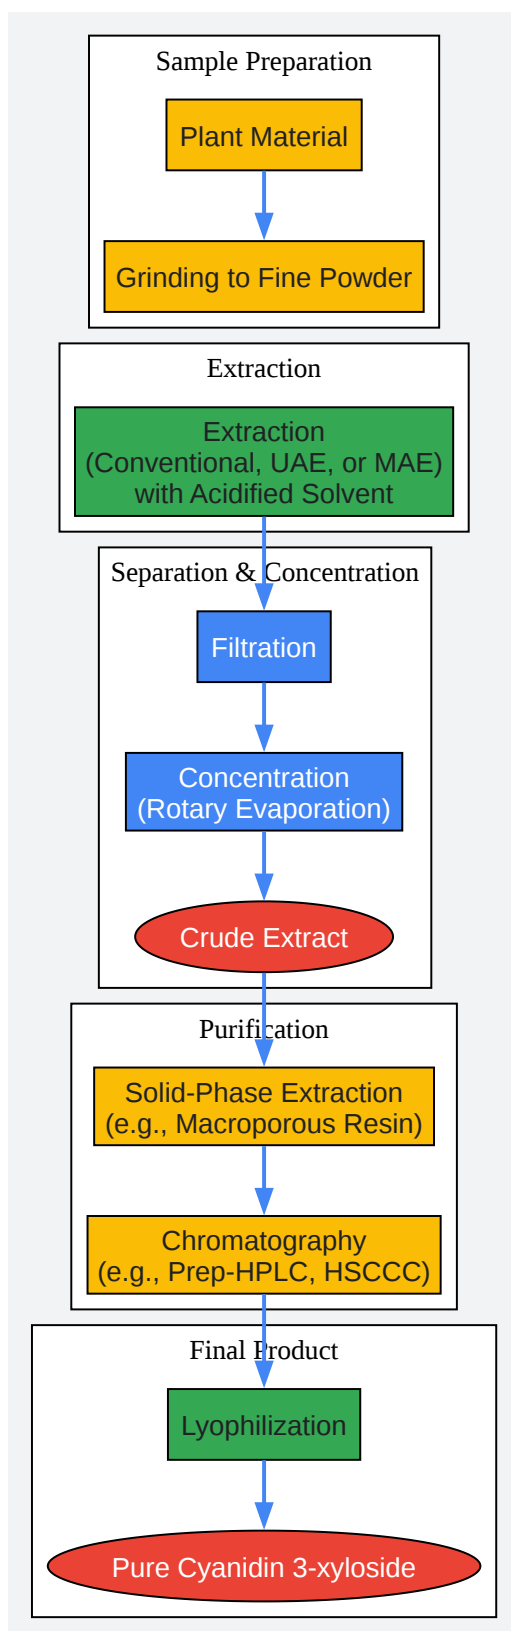 Sample Preparation
Plant Material
Grinding to Fine Powder
Extraction
Extraction
(Conventional, UAE, or MAE)
with Acidified Solvent
Separation & Concentration
Filtration
Concentration
(Rotary Evaporation)
Crude Extract
Purification
Solid-Phase Extraction
(e.g., Macroporous Resin)
Chromatography
(e.g., Prep-HPLC, HSCCC)
Final Product
Lyophilization
Pure Cyanidin 3-xyloside